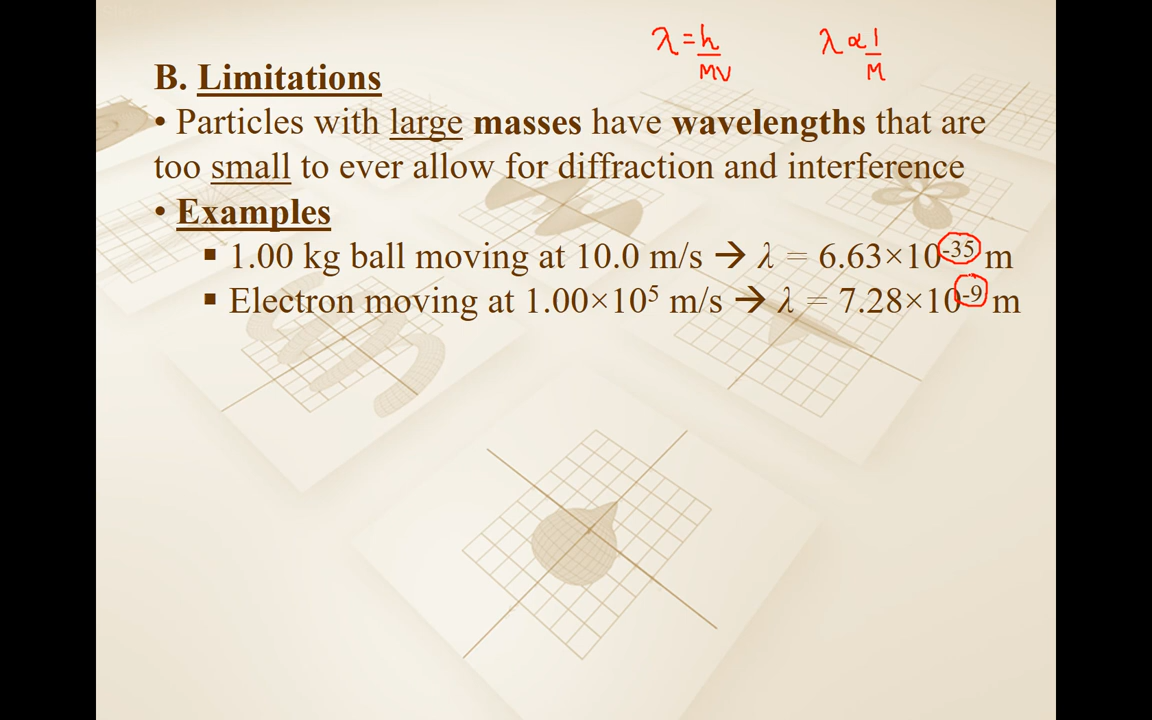 λ = h/mv λ ∝ 1/m
B. Limitations
• Particles with large masses have wavelengths that are
too small to ever allow for diffraction and interference
• Examples
▪ 1.00 kg ball moving at 10.0 m/s → λ = 6.63×10⁻³⁵ m
▪ Electron moving at 1.00×10⁵ m/s → λ = 7.28×10⁻⁹ m